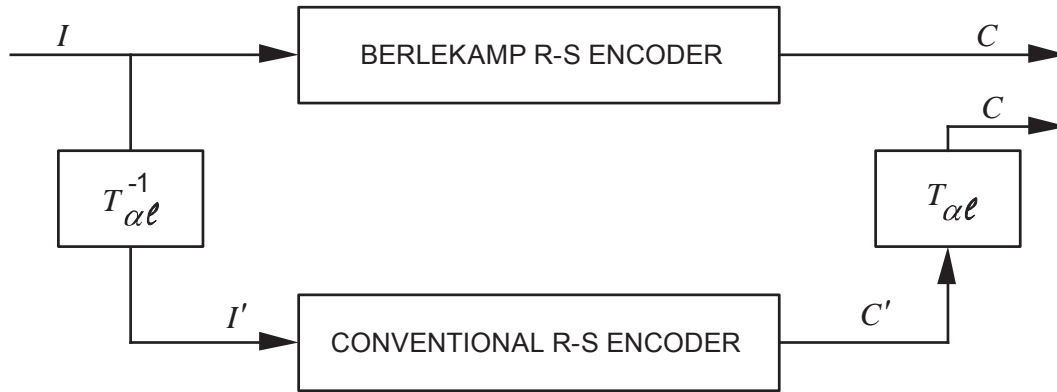 I
BERLEKAMP R-S ENCODER
C
C
T⁻¹αℓ
Tαℓ
I'
CONVENTIONAL R-S ENCODER
C'